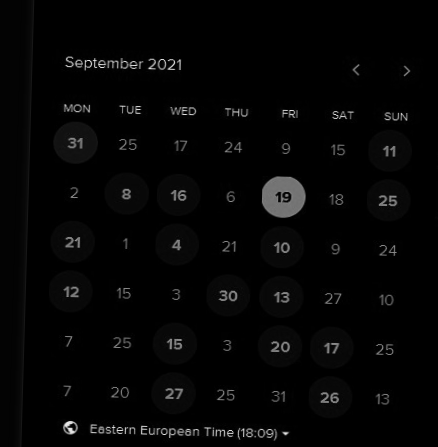 September 2021
MON TUE WED THU FRI SAT SUN
31 25 17 24 9 15 11
2 8 16 6 19 18 25
21 1 4 21 10 9 24
12 15 3 30 13 27 10
7 25 15 3 20 17 25
7 20 27 25 31 26 13
Eastern European Time (18:09)